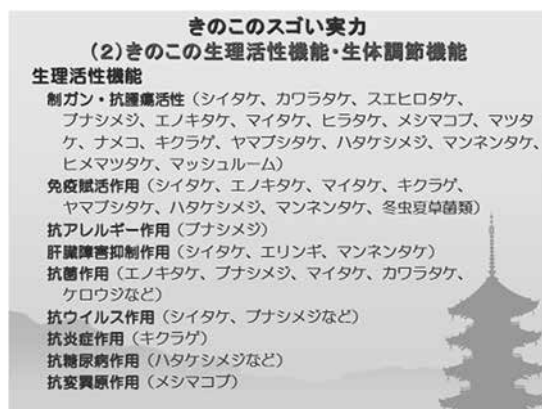 きのこのスゴい実力
(2)きのこの生理活性機能・生体調節機能
生理活性機能
制ガン・抗腫瘍活性(シイタケ、カワラタケ、スエヒロタケ、
ブナシメジ、エノキタケ、マイタケ、ヒラタケ、メシマコブ、マツタ
ケ、ナメコ、キクラゲ、ヤマブシタケ、ハタケシメジ、マンネンタケ、
ヒメマツタケ、マッシュルーム)
免疫賦活作用(シイタケ、エノキタケ、マイタケ、キクラゲ、
ヤマブシタケ、ハタケシメジ、マンネンタケ、冬虫夏草菌類)
抗アレルギー作用(ブナシメジ)
肝臓障害抑制作用(シイタケ、エリンギ、マンネンタケ)
抗菌作用(エノキタケ、ブナシメジ、マイタケ、カワラタケ、
ケロウジなど)
抗ウイルス作用(シイタケ、ブナシメジなど)
抗炎症作用(キクラゲ)
抗糖尿病作用(ハタケシメジなど)
抗変異原作用(メシマコブ)